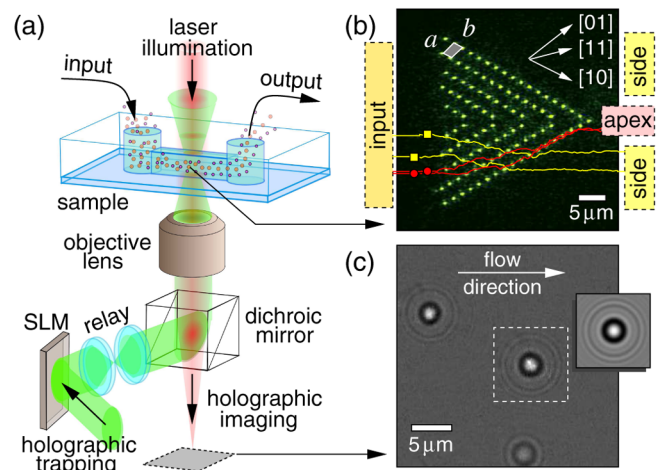 (a)
laser
illumination
input
output
sample
objective
lens
SLM
relay
dichroic
mirror
holographic
imaging
holographic
trapping
(b)
a
b
[01]
[11]
[10]
input
side
apex
side
5 μm
(c)
flow
direction
5 μm